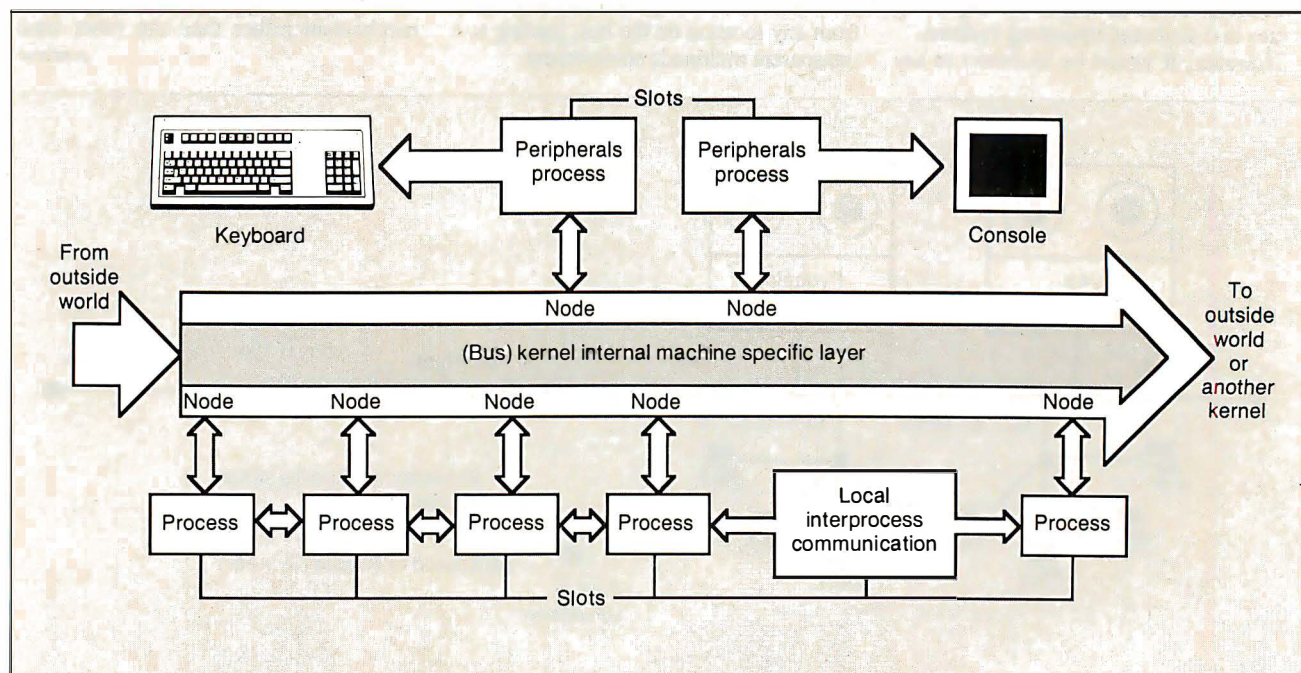 Slots
Peripherals
process
Peripherals
process
Keyboard
Console
From
outside
world
Node
Node
To
outside
world
or
another
kernel
(Bus) kernel internal machine specific layer
Node
Node
Node
Node
Node
Process
Process
Process
Process
Local
interprocess
communication
Process
Slots